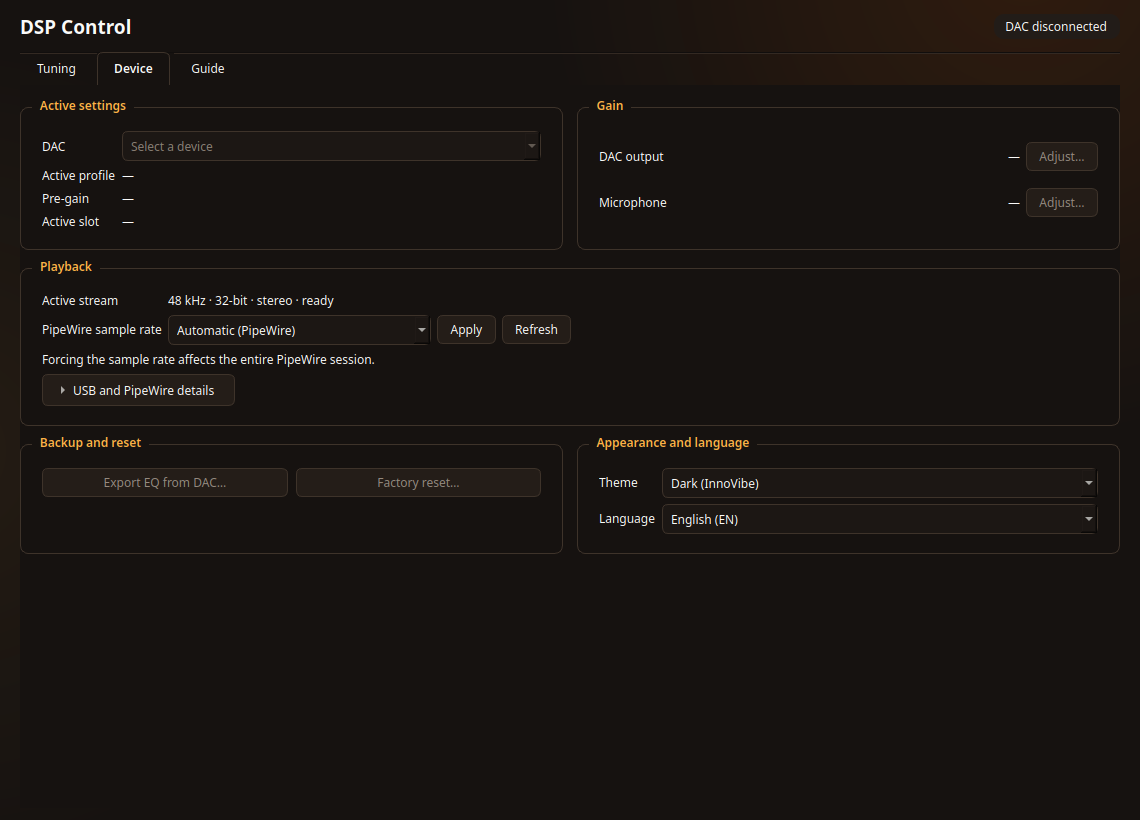 DSP Control
DAC disconnected
Tuning
Device
Guide
Active settings
DAC
Select a device
Active profile —
Pre-gain —
Active slot —
Gain
DAC output — Adjust...
Microphone — Adjust...
Playback
Active stream 48 kHz · 32-bit · stereo · ready
PipeWire sample rate Automatic (PipeWire) Apply Refresh
Forcing the sample rate affects the entire PipeWire session.
USB and PipeWire details
Backup and reset
Export EQ from DAC... Factory reset...
Appearance and language
Theme Dark (InnoVibe)
Language English (EN)